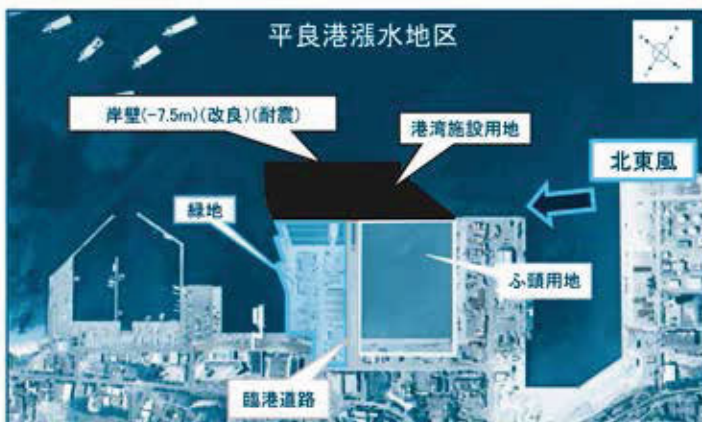 平良港漲水地区
岸壁(-7.5m)(改良)(耐震)
港湾施設用地
北東風
緑地
ふ頭用地
臨港道路